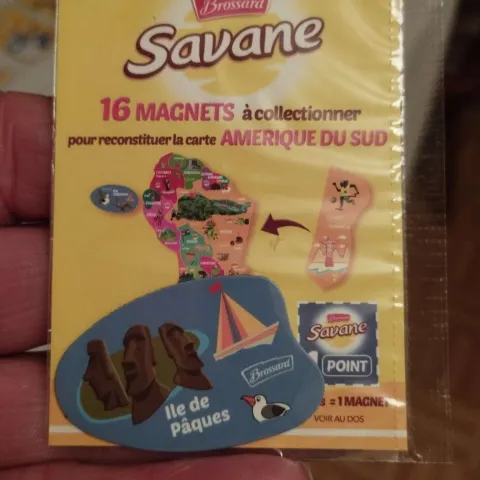 Brossard
Savane
16 MAGNETS à collectionner
pour reconstituer la carte AMERIQUE DU SUD
Brossard
Savane
POINT
Brossard
Ile de
Pâques
= 1 MAGNET
VOIR AU DOS